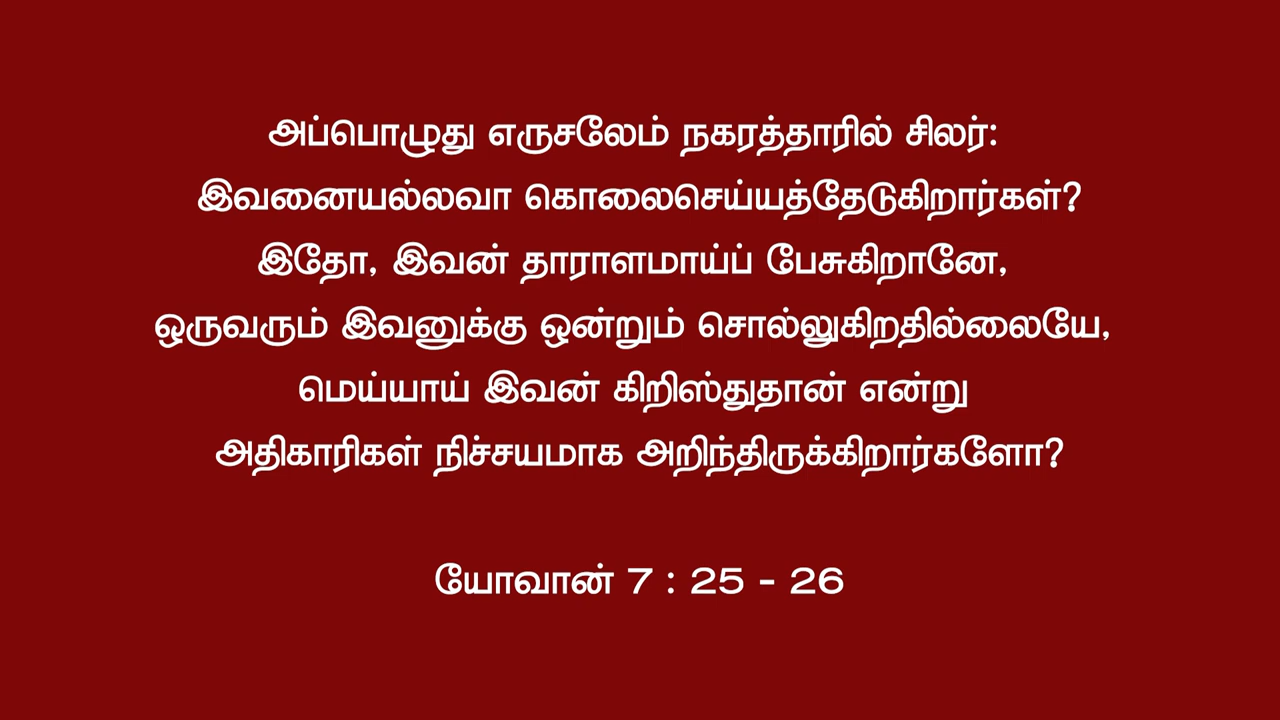 அப்பொழுது எருசலேம் நகரத்தாரில் சிலர்:
இவனையல்லவா கொலைசெய்யத்தேடுகிறார்கள்?
இதோ, இவன் தாராளமாய்ப் பேசுகிறானே,
ஒருவரும் இவனுக்கு ஒன்றும் சொல்லுகிறதில்லையே,
மெய்யாய் இவன் கிறிஸ்துதான் என்று
அதிகாரிகள் நிச்சயமாக அறிந்திருக்கிறார்களோ?
யோவான் 7 : 25 - 26